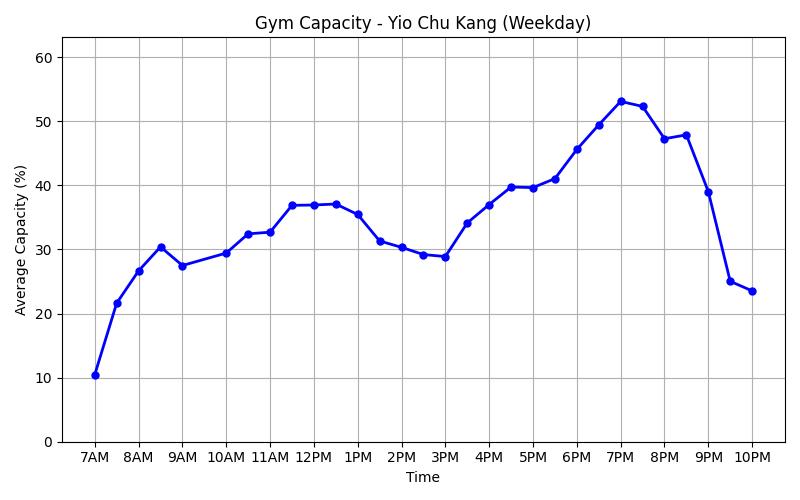 Gym Capacity - Yio Chu Kang (Weekday)
Average Capacity (%)
60
50
40
30
20
10
0
7AM 8AM 9AM 10AM 11AM 12PM 1PM 2PM 3PM 4PM 5PM 6PM 7PM 8PM 9PM 10PM
Time